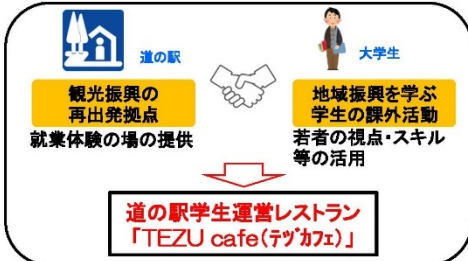 道の駅
大学生
観光振興の
再出発拠点
就業体験の場の提供
地域振興を学ぶ
学生の課外活動
若者の視点・スキル
等の活用
道の駅学生運営レストラン
「TEZU cafe(テヅカフェ)」